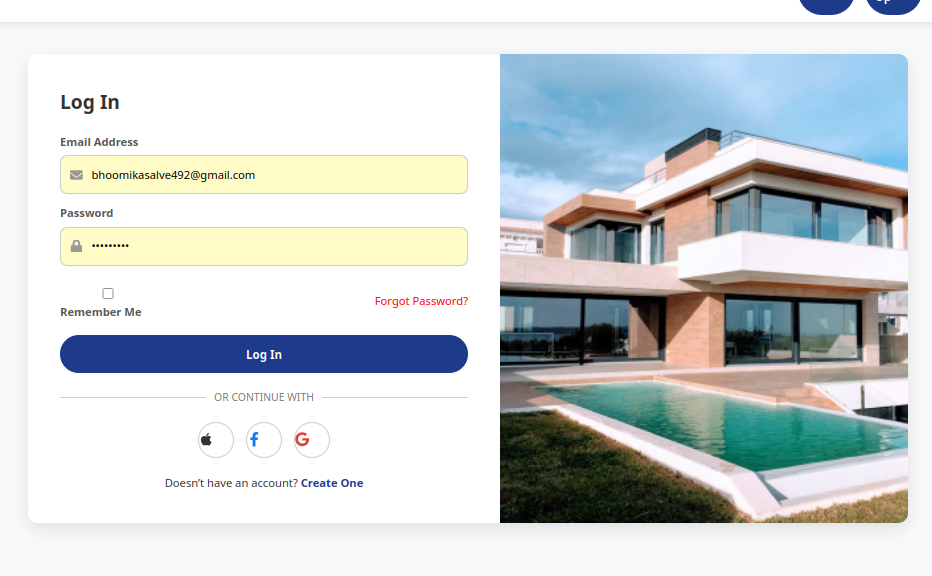 Log In
Email Address
bhoomikasalve492@gmail.com
Password
•••••••••
Remember Me
Forgot Password?
Log In
OR CONTINUE WITH
Doesn't have an account? Create One